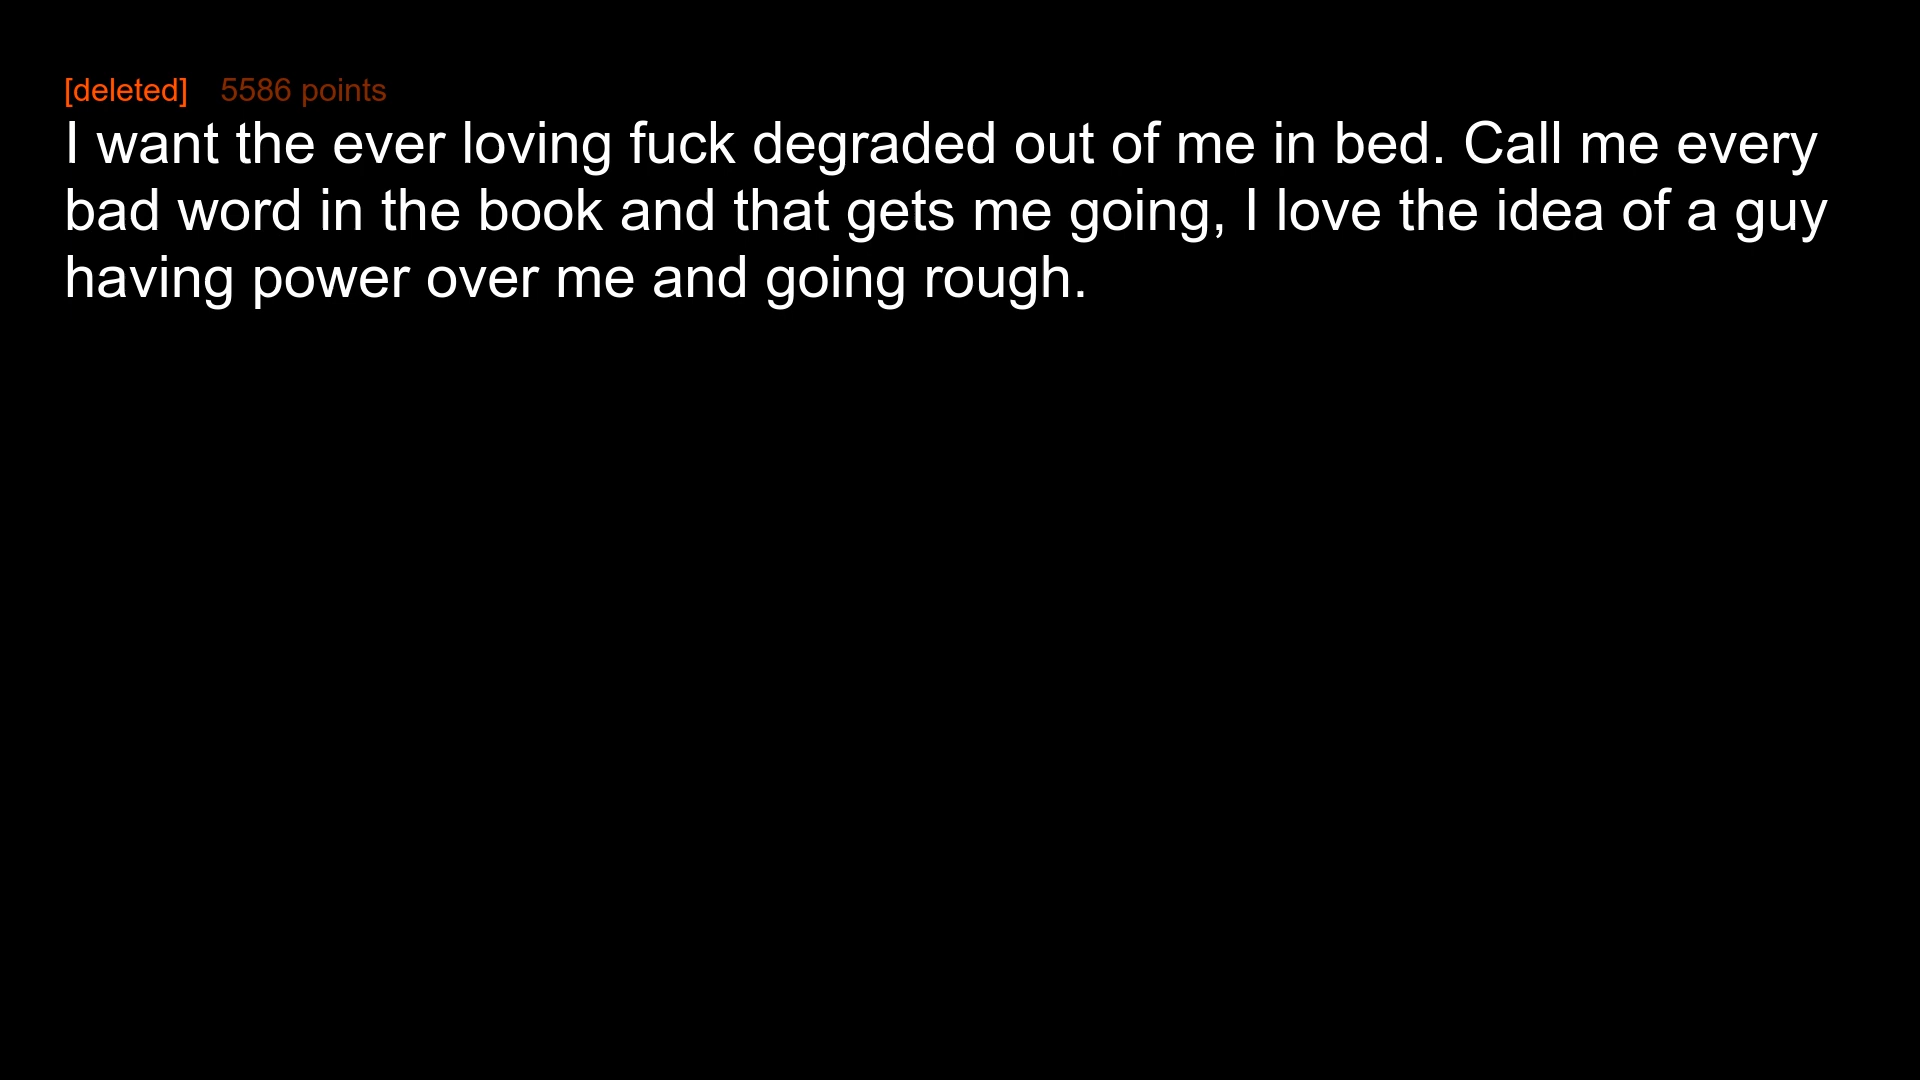 [deleted] 5586 points
I want the ever loving fuck degraded out of me in bed. Call me every
bad word in the book and that gets me going, I love the idea of a guy
having power over me and going rough.